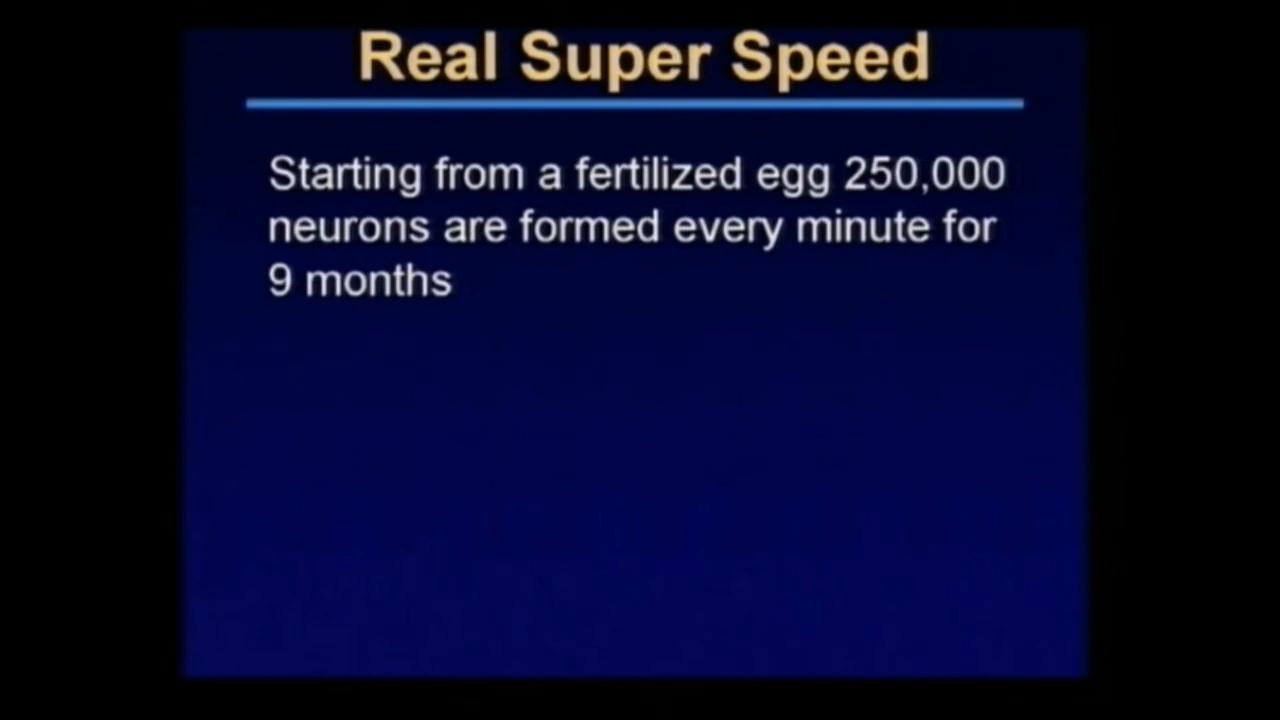 Real Super Speed
Starting from a fertilized egg 250,000
neurons are formed every minute for
9 months